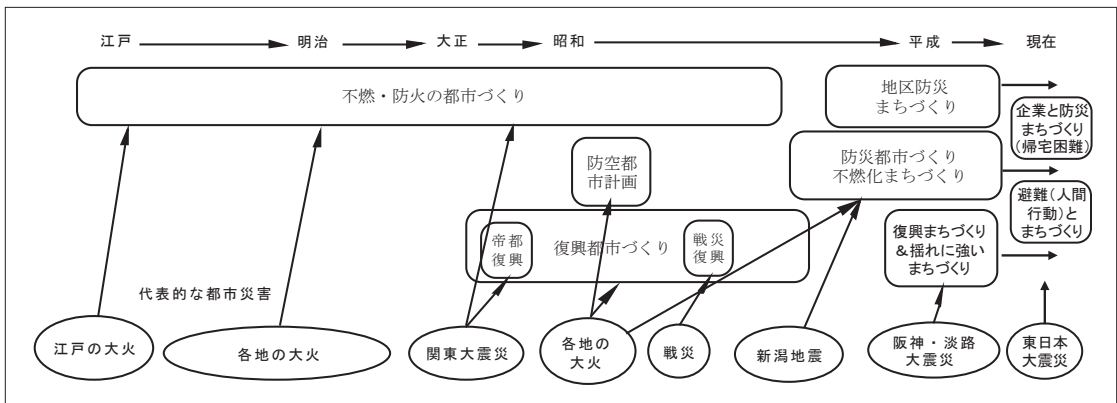 江戸 明治 大正 昭和 平成 現在
不燃・防火の都市づくり
地区防災
まちづくり
企業と防災
まちづくり
(帰宅困難)
防空都
市計画
防災都市づくり
不燃化まちづくり
避難(人間
行動)と
まちづくり
帝都
復興
復興都市づくり
戦災
復興
復興まちづくり
&揺れに強い
まちづくり
代表的な都市災害
江戸の大火
各地の大火
関東大震災
各地の
大火
戦災
新潟地震
阪神・淡路
大震災
東日本
大震災